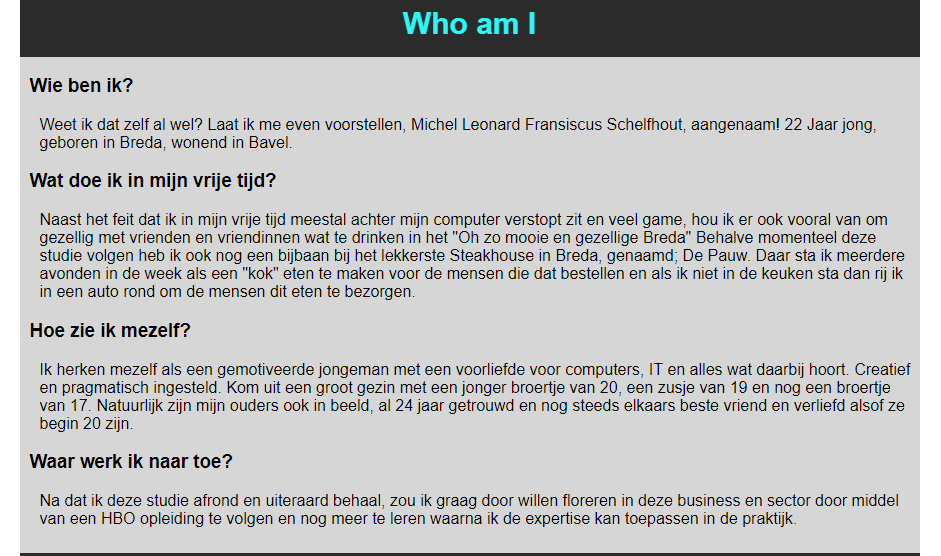 Who am I
Wie ben ik?
Weet ik dat zelf al wel? Laat ik me even voorstellen, Michel Leonard Fransiscus Schelfhout, aangenaam! 22 Jaar jong,
geboren in Breda, wonend in Bavel.
Wat doe ik in mijn vrije tijd?
Naast het feit dat ik in mijn vrije tijd meestal achter mijn computer verstopt zit en veel game, hou ik er ook vooral van om
gezellig met vrienden en vriendinnen wat te drinken in het "Oh zo mooie en gezellige Breda" Behalve momenteel deze
studie volgen heb ik ook nog een bijbaan bij het lekkerste Steakhouse in Breda, genaamd; De Pauw. Daar sta ik meerdere
avonden in de week als een "kok" eten te maken voor de mensen die dat bestellen en als ik niet in de keuken sta dan rij ik
in een auto rond om de mensen dit eten te bezorgen.
Hoe zie ik mezelf?
Ik herken mezelf als een gemotiveerde jongeman met een voorliefde voor computers, IT en alles wat daarbij hoort. Creatief
en pragmatisch ingesteld. Kom uit een groot gezin met een jonger broertje van 20, een zusje van 19 en nog een broertje
van 17. Natuurlijk zijn mijn ouders ook in beeld, al 24 jaar getrouwd en nog steeds elkaars beste vriend en verliefd alsof ze
begin 20 zijn.
Waar werk ik naar toe?
Na dat ik deze studie afrond en uiteraard behaal, zou ik graag door willen floreren in deze business en sector door middel
van een HBO opleiding te volgen en nog meer te leren waarna ik de expertise kan toepassen in de praktijk.